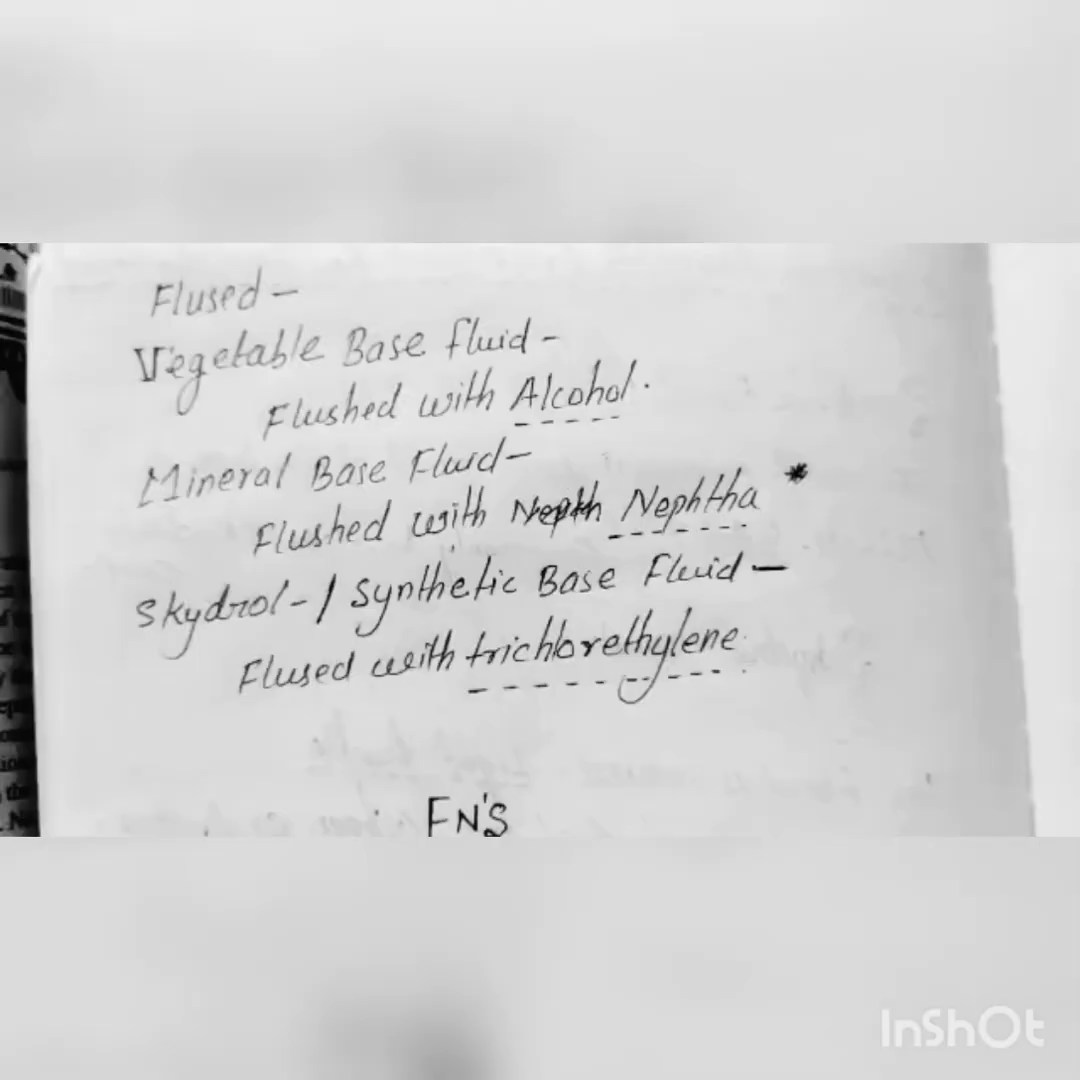 Flused -
Vegetable Base fluid -
Flushed with Alcohol.
Mineral Base Fluid -
Flushed with Nepth Nephtha *
Skydrol - / Synthetic Base Fluid -
Flused with trichlorethylene.
FN'S
InShOt